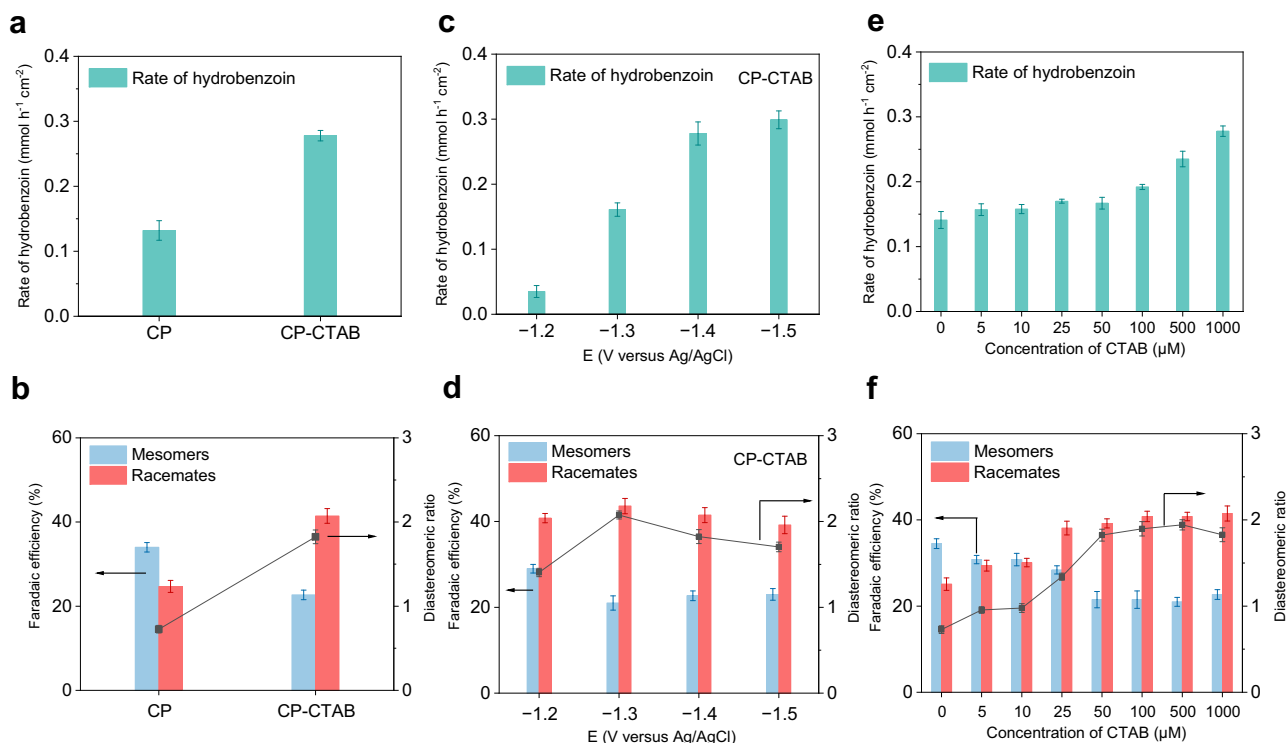 a
Rate of hydrobenzoin (mmol h⁻¹ cm⁻²)
0.4
0.3
0.2
0.1
0.0
Rate of hydrobenzoin
CP
CP-CTAB
c
Rate of hydrobenzoin (mmol h⁻¹ cm⁻²)
0.4
0.3
0.2
0.1
0.0
Rate of hydrobenzoin
CP-CTAB
−1.2
−1.3
−1.4
−1.5
E (V versus Ag/AgCl)
e
Rate of hydrobenzoin (mmol h⁻¹ cm⁻²)
0.4
0.3
0.2
0.1
0.0
Rate of hydrobenzoin
0
5
10
25
50
100
500
1000
Concentration of CTAB (µM)
b
Faradaic efficiency (%)
60
40
20
0
Mesomers
Racemates
3
2
1
0
Diastereomeric ratio
CP
CP-CTAB
d
Faradaic efficiency (%)
60
40
20
0
Mesomers
Racemates
CP-CTAB
3
2
1
0
Diastereomeric ratio
−1.2
−1.3
−1.4
−1.5
E (V versus Ag/AgCl)
f
Faradaic efficiency (%)
60
40
20
0
Mesomers
Racemates
3
2
1
0
Diastereomeric ratio
0
5
10
25
50
100
500
1000
Concentration of CTAB (µM)